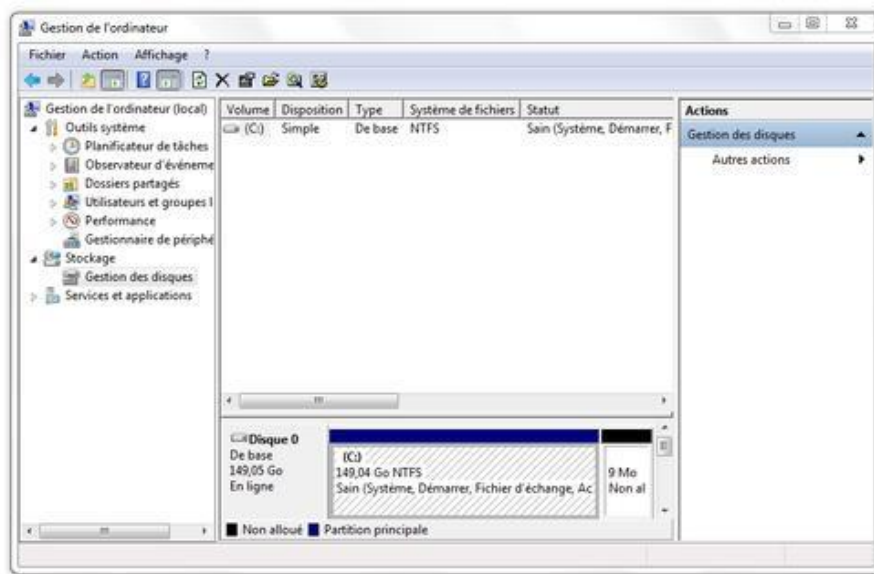 Gestion de l'ordinateur
Fichier Action Affichage ?
Gestion de l'ordinateur (local)
Outils système
Planificateur de tâches
Observateur d'événeme
Dossiers partagés
Utilisateurs et groupes l
Performance
Gestionnaire de périphé
Stockage
Gestion des disques
Services et applications
Volume Disposition Type Système de fichiers Statut
(C:) Simple De base NTFS Sain (Système, Démarrer, F
Disque 0
De base
149,05 Go
En ligne
(C:)
149,04 Go NTFS
Sain (Système, Démarrer, Fichier d'échange, Ac
9 Mo
Non al
Non alloué Partition principale
Actions
Gestion des disques
Autres actions